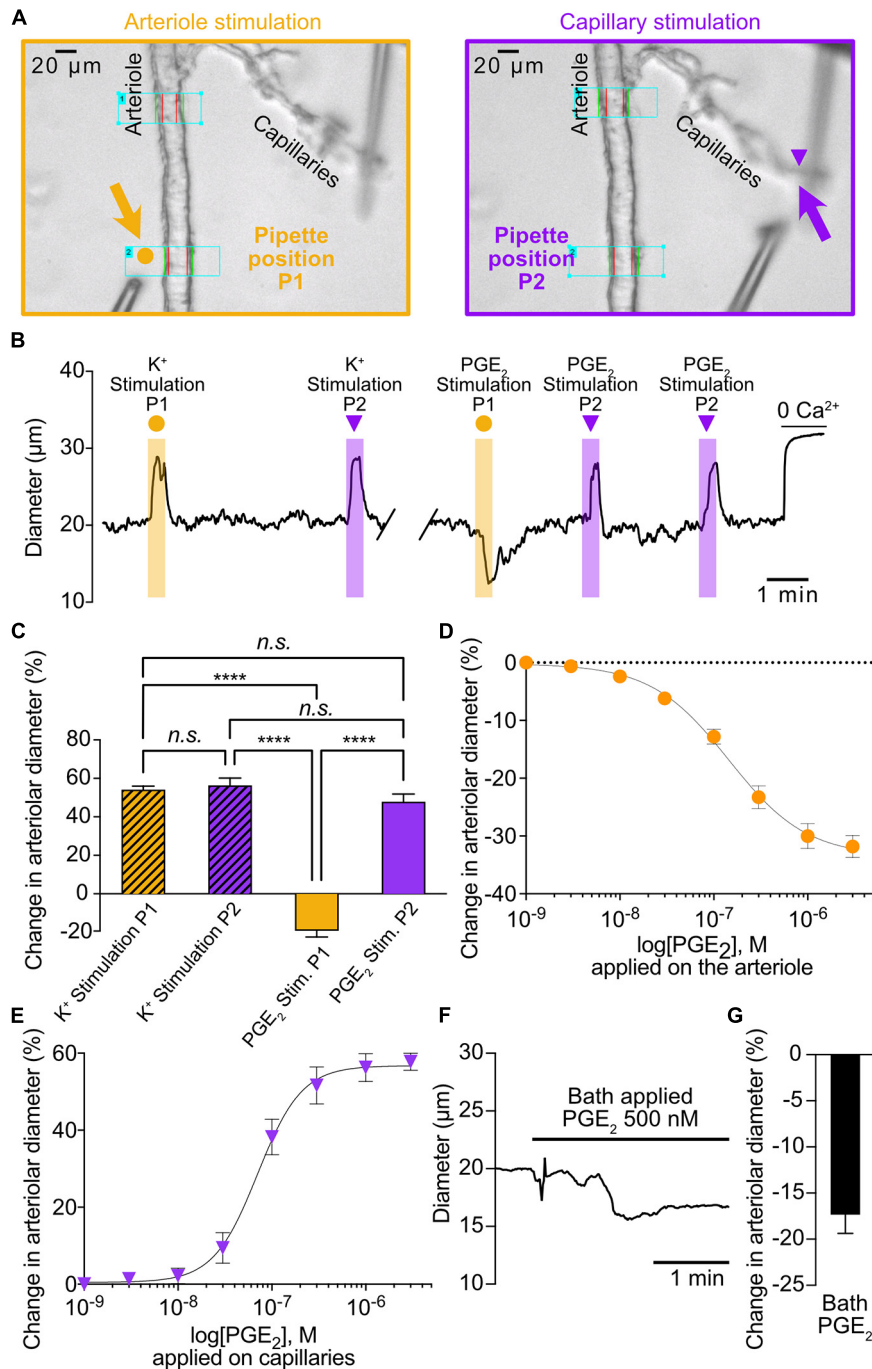 A
Arteriole stimulation
Capillary stimulation
20 µm
Arteriole
Capillaries
1
2
Pipette
position
P1
20 µm
Arteriole
Capillaries
2
Pipette
position
P2
B
Diameter (µm)
40
30
20
10
K⁺
Stimulation
P1
K⁺
Stimulation
P2
PGE₂
Stimulation
P1
PGE₂
Stimulation
P2
PGE₂
Stimulation
P2
0 Ca²⁺
1 min
C
Change in arteriolar diameter (%)
80
60
40
20
0
-20
n.s.
****
n.s.
n.s.
****
****
K⁺ Stimulation P1
K⁺ Stimulation P2
PGE₂ Stim. P1
PGE₂ Stim. P2
D
Change in arteriolar diameter (%)
0
-10
-20
-30
-40
10⁻⁹
10⁻⁸
10⁻⁷
10⁻⁶
log[PGE₂], M
applied on the arteriole
E
Change in arteriolar diameter (%)
60
40
20
0
10⁻⁹
10⁻⁸
10⁻⁷
10⁻⁶
log[PGE₂], M
applied on capillaries
F
Diameter (µm)
30
25
20
15
10
Bath applied
PGE₂ 500 nM
1 min
G
Change in arteriolar diameter (%)
0
-5
-10
-15
-20
-25
Bath
PGE₂